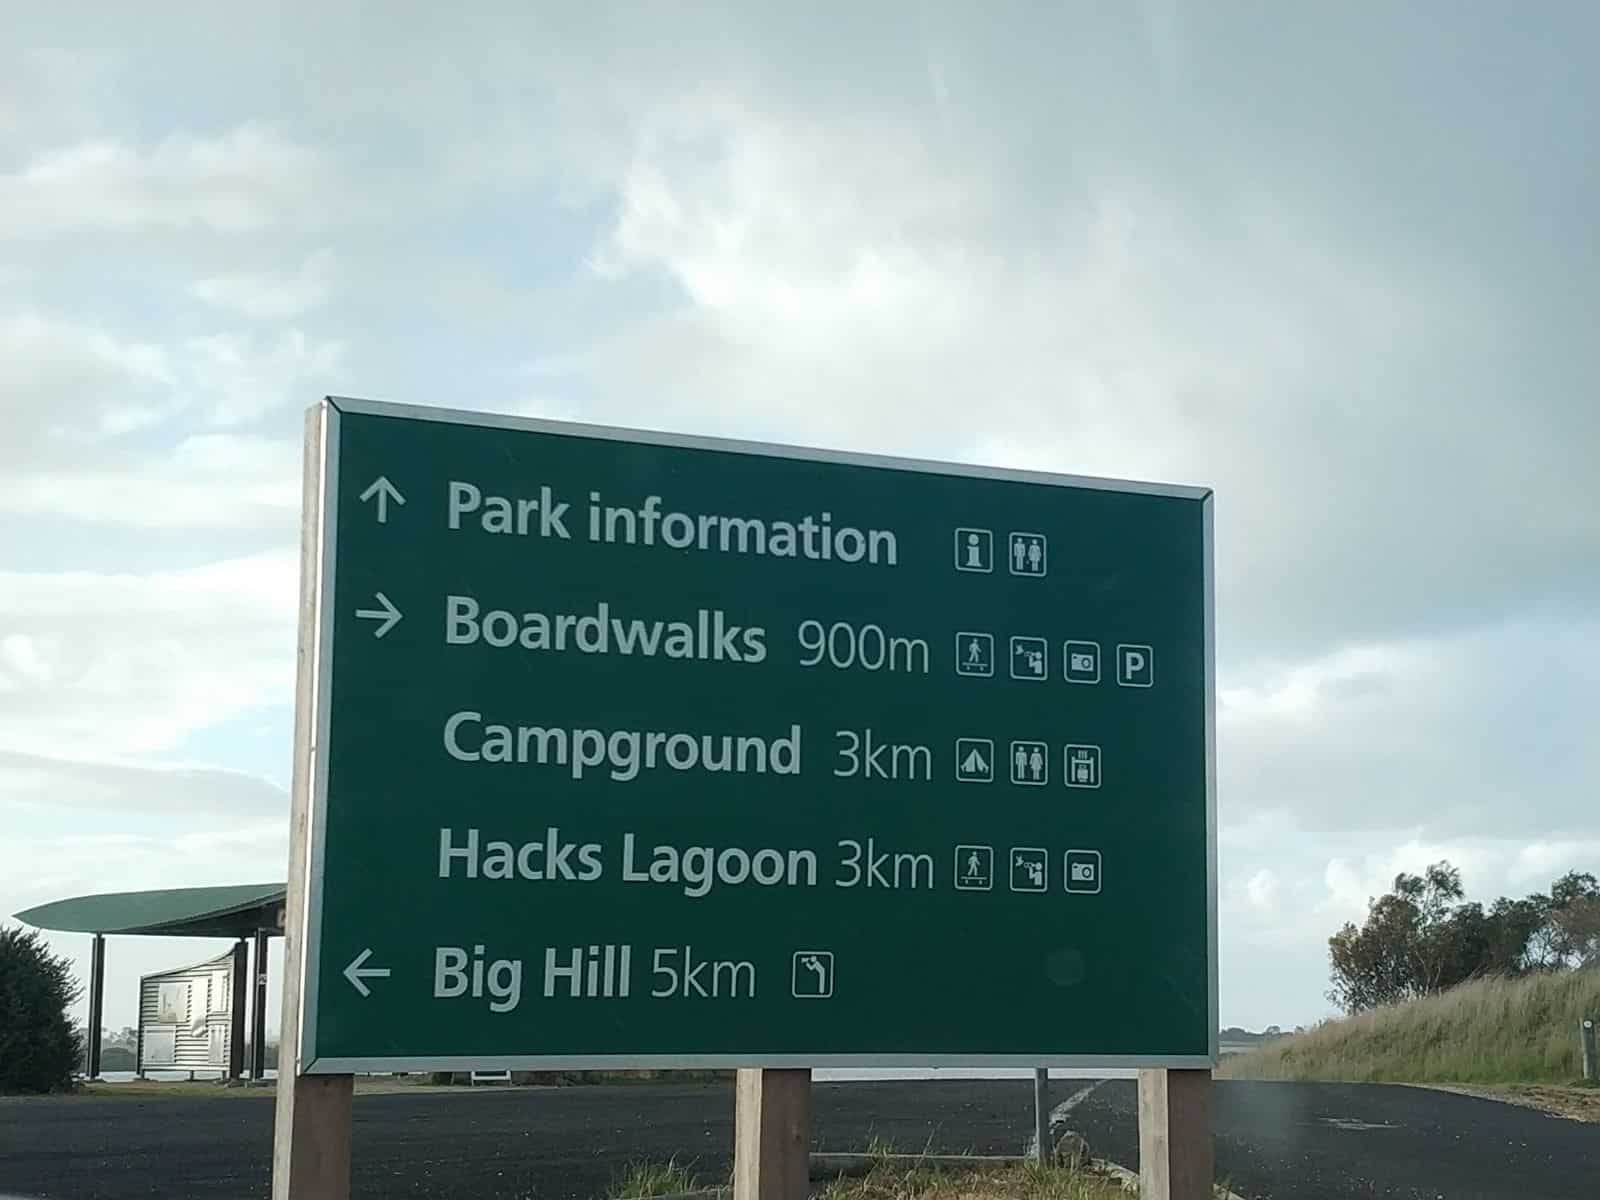 ↑ Park information
→ Boardwalks 900m P
Campground 3km
Hacks Lagoon 3km
← Big Hill 5km